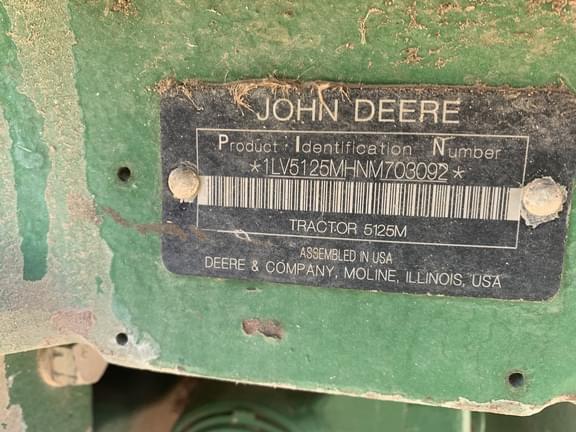 JOHN DEERE
Product Identification Number
*1LV5125MHNM703092*
TRACTOR 5125M
ASSEMBLED IN USA
DEERE & COMPANY, MOLINE, ILLINOIS, USA